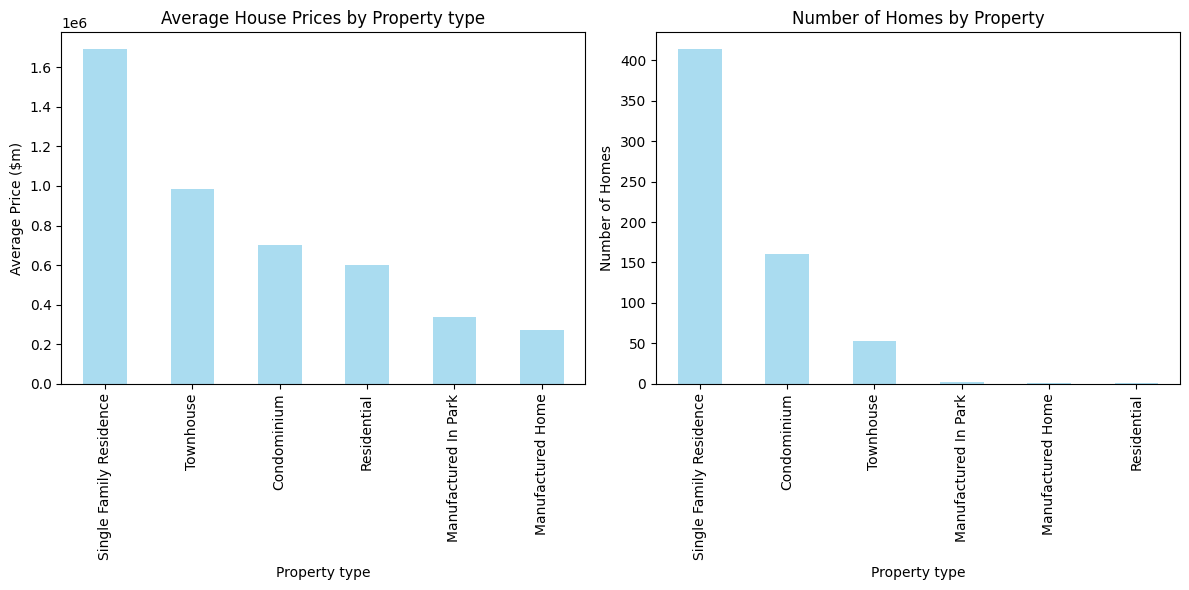 Average House Prices by Property type
1e6
1.6
1.4
1.2
1.0
0.8
0.6
0.4
0.2
0.0
Average Price ($m)
Single Family Residence
Townhouse
Condominium
Residential
Manufactured In Park
Manufactured Home
Property type
Number of Homes by Property
400
350
300
250
200
150
100
50
0
Number of Homes
Single Family Residence
Condominium
Townhouse
Manufactured In Park
Manufactured Home
Residential
Property type